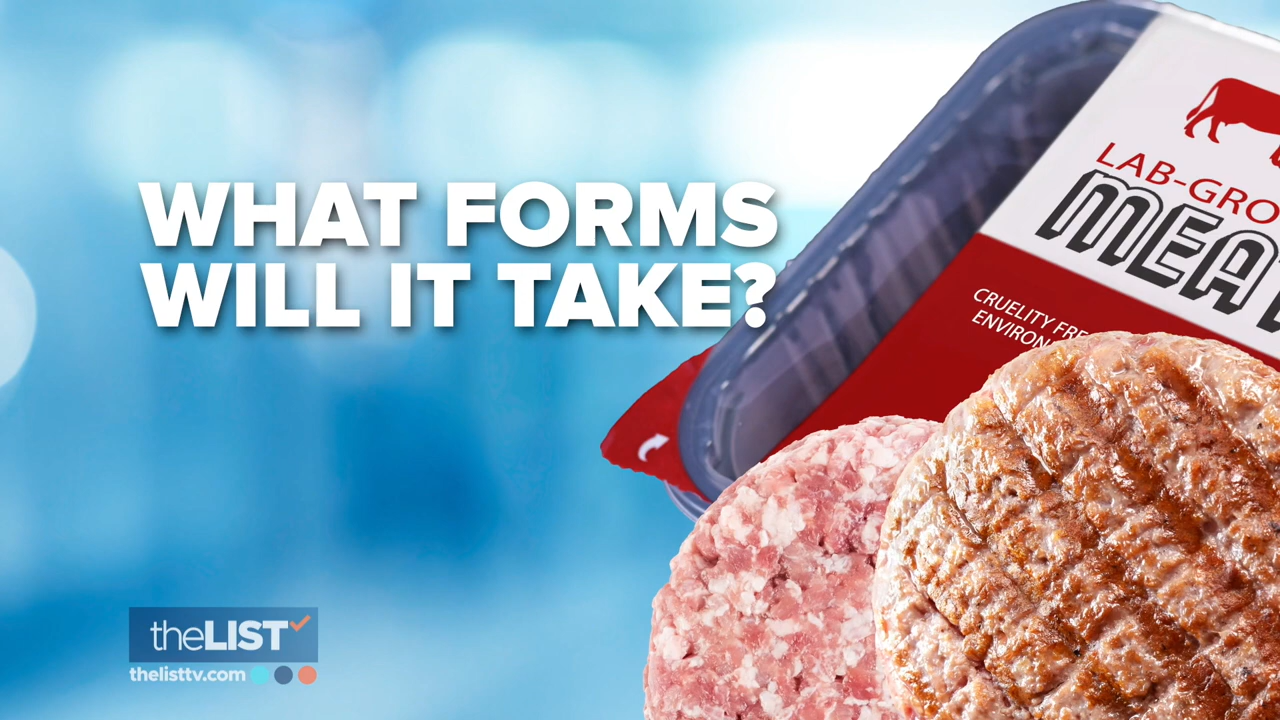 WHAT FORMS
WILL IT TAKE?
LAB-GRO
MEA
CRUELITY FRE
ENVIRON
theLIST
thelisttv.com